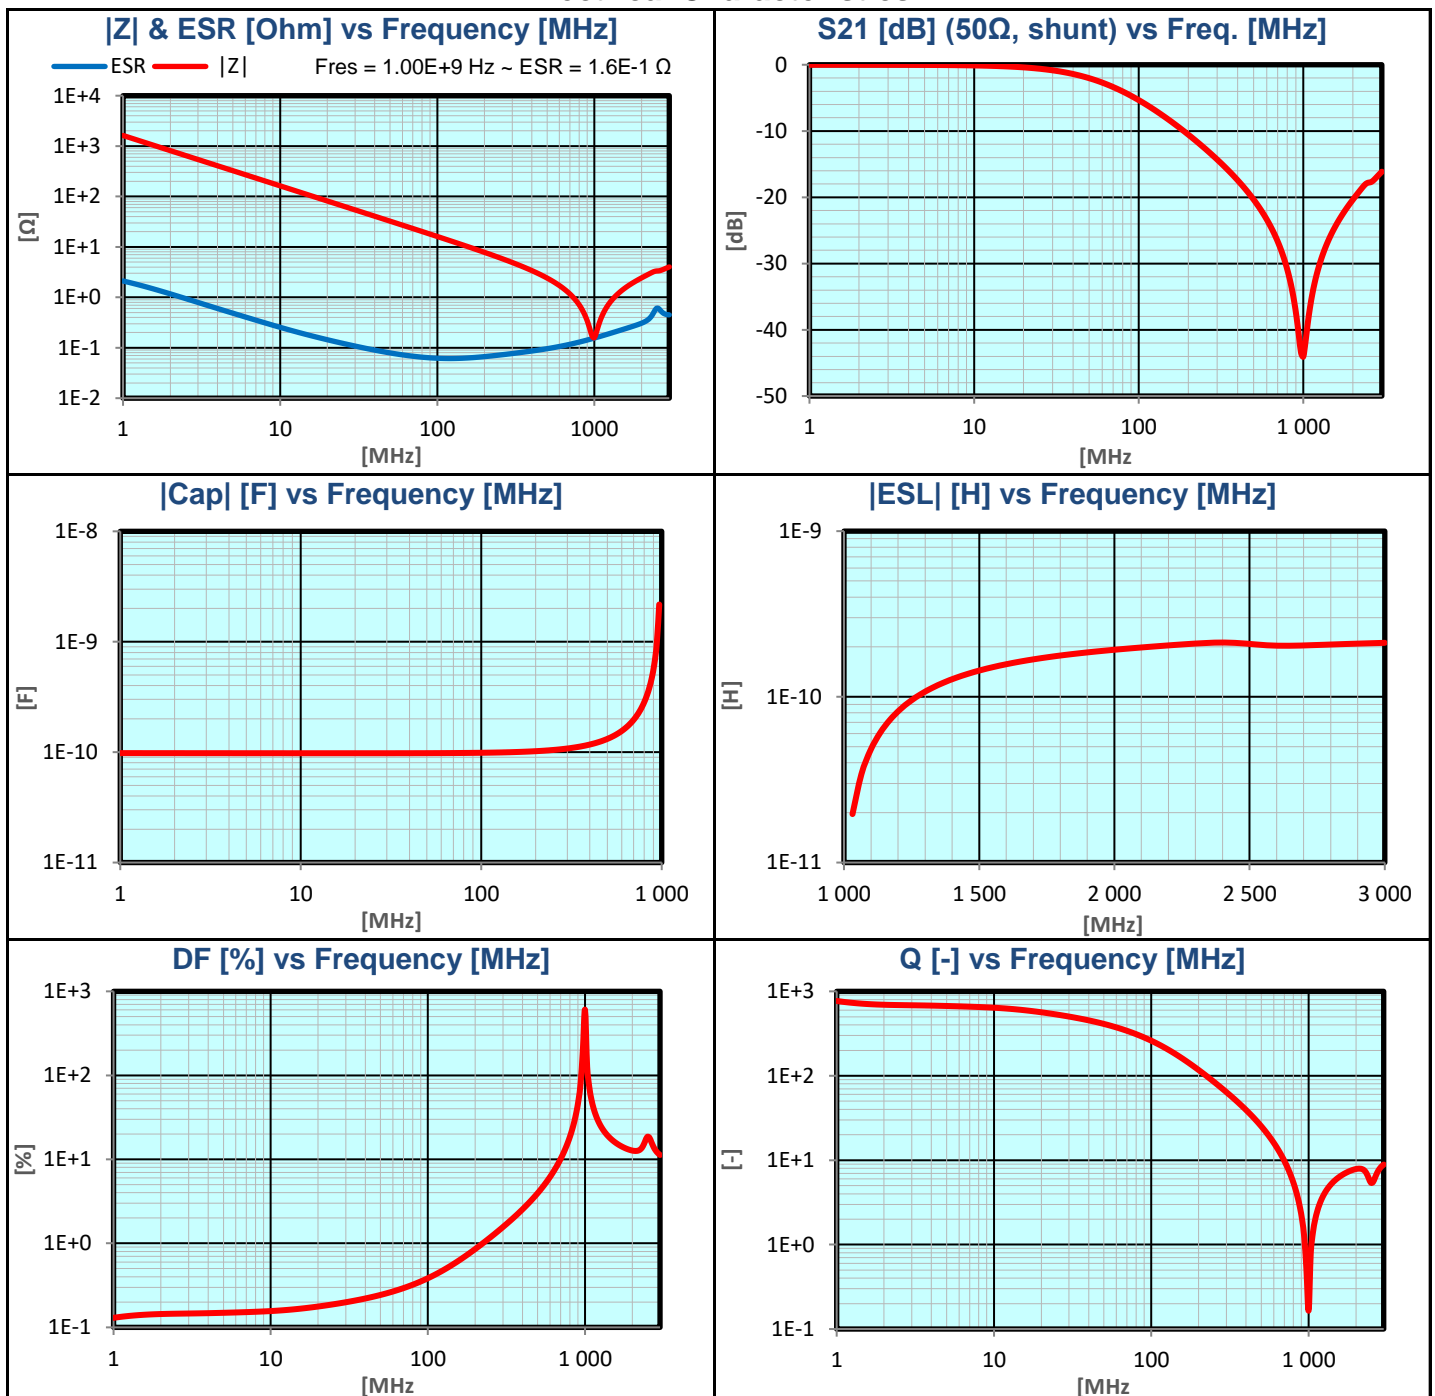 |Z| & ESR [Ohm] vs Frequency [MHz]
ESR |Z| Fres = 1.00E+9 Hz ~ ESR = 1.6E-1 Ω
1E+4
1E+3
1E+2
1E+1
1E+0
1E-1
1E-2
[Ω]
1 10 100 1000
[MHz]
S21 [dB] (50Ω, shunt) vs Freq. [MHz]
0
-10
-20
-30
-40
-50
[dB]
1 10 100 1 000
[MHz
|Cap| [F] vs Frequency [MHz]
1E-8
1E-9
1E-10
1E-11
[F]
1 10 100 1 000
[MHz]
|ESL| [H] vs Frequency [MHz]
1E-9
1E-10
1E-11
[H]
1 000 1 500 2 000 2 500 3 000
[MHz]
DF [%] vs Frequency [MHz]
1E+3
1E+2
1E+1
1E+0
1E-1
[%]
1 10 100 1 000
[MHz
Q [-] vs Frequency [MHz]
1E+3
1E+2
1E+1
1E+0
1E-1
[-]
1 10 100 1 000
[MHz